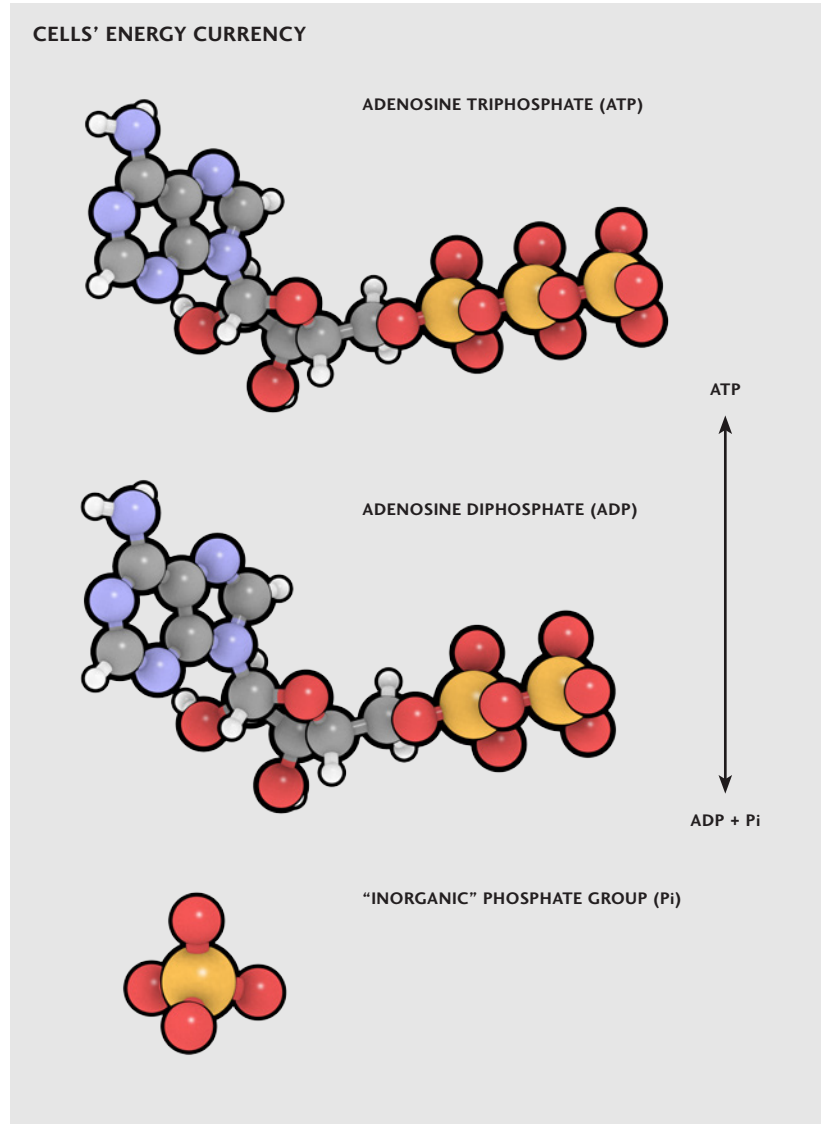 CELLS’ ENERGY CURRENCY
ADENOSINE TRIPHOSPHATE (ATP)
ATP
ADENOSINE DIPHOSPHATE (ADP)
ADP + Pi
“INORGANIC” PHOSPHATE GROUP (Pi)